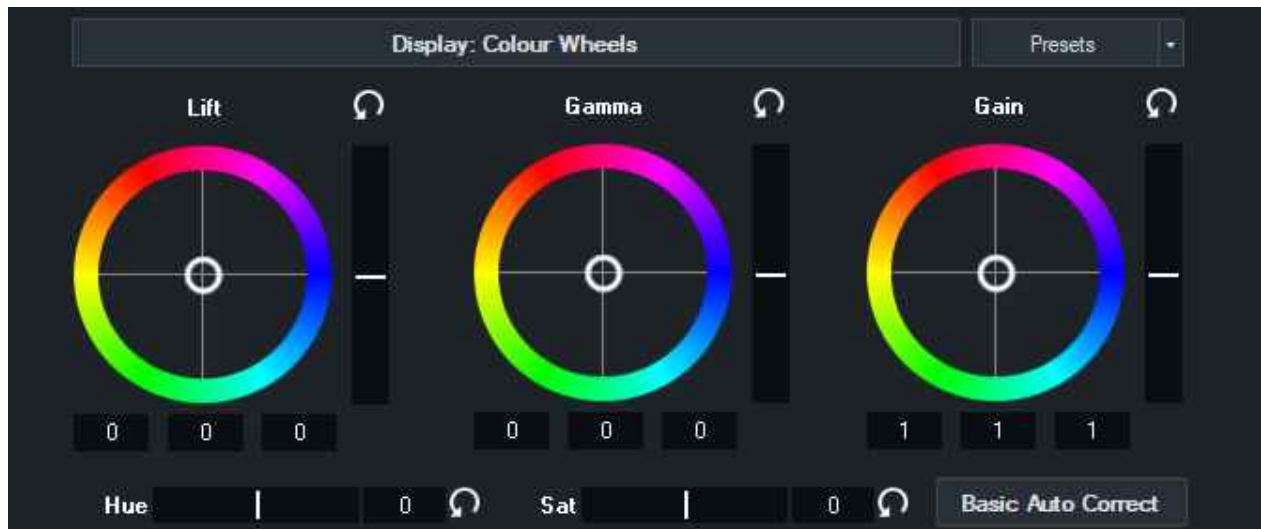 Display: Colour Wheels Presets
Lift Gamma Gain
0 0 0 0 0 0 1 1 1
Hue 0 Sat 0 Basic Auto Correct